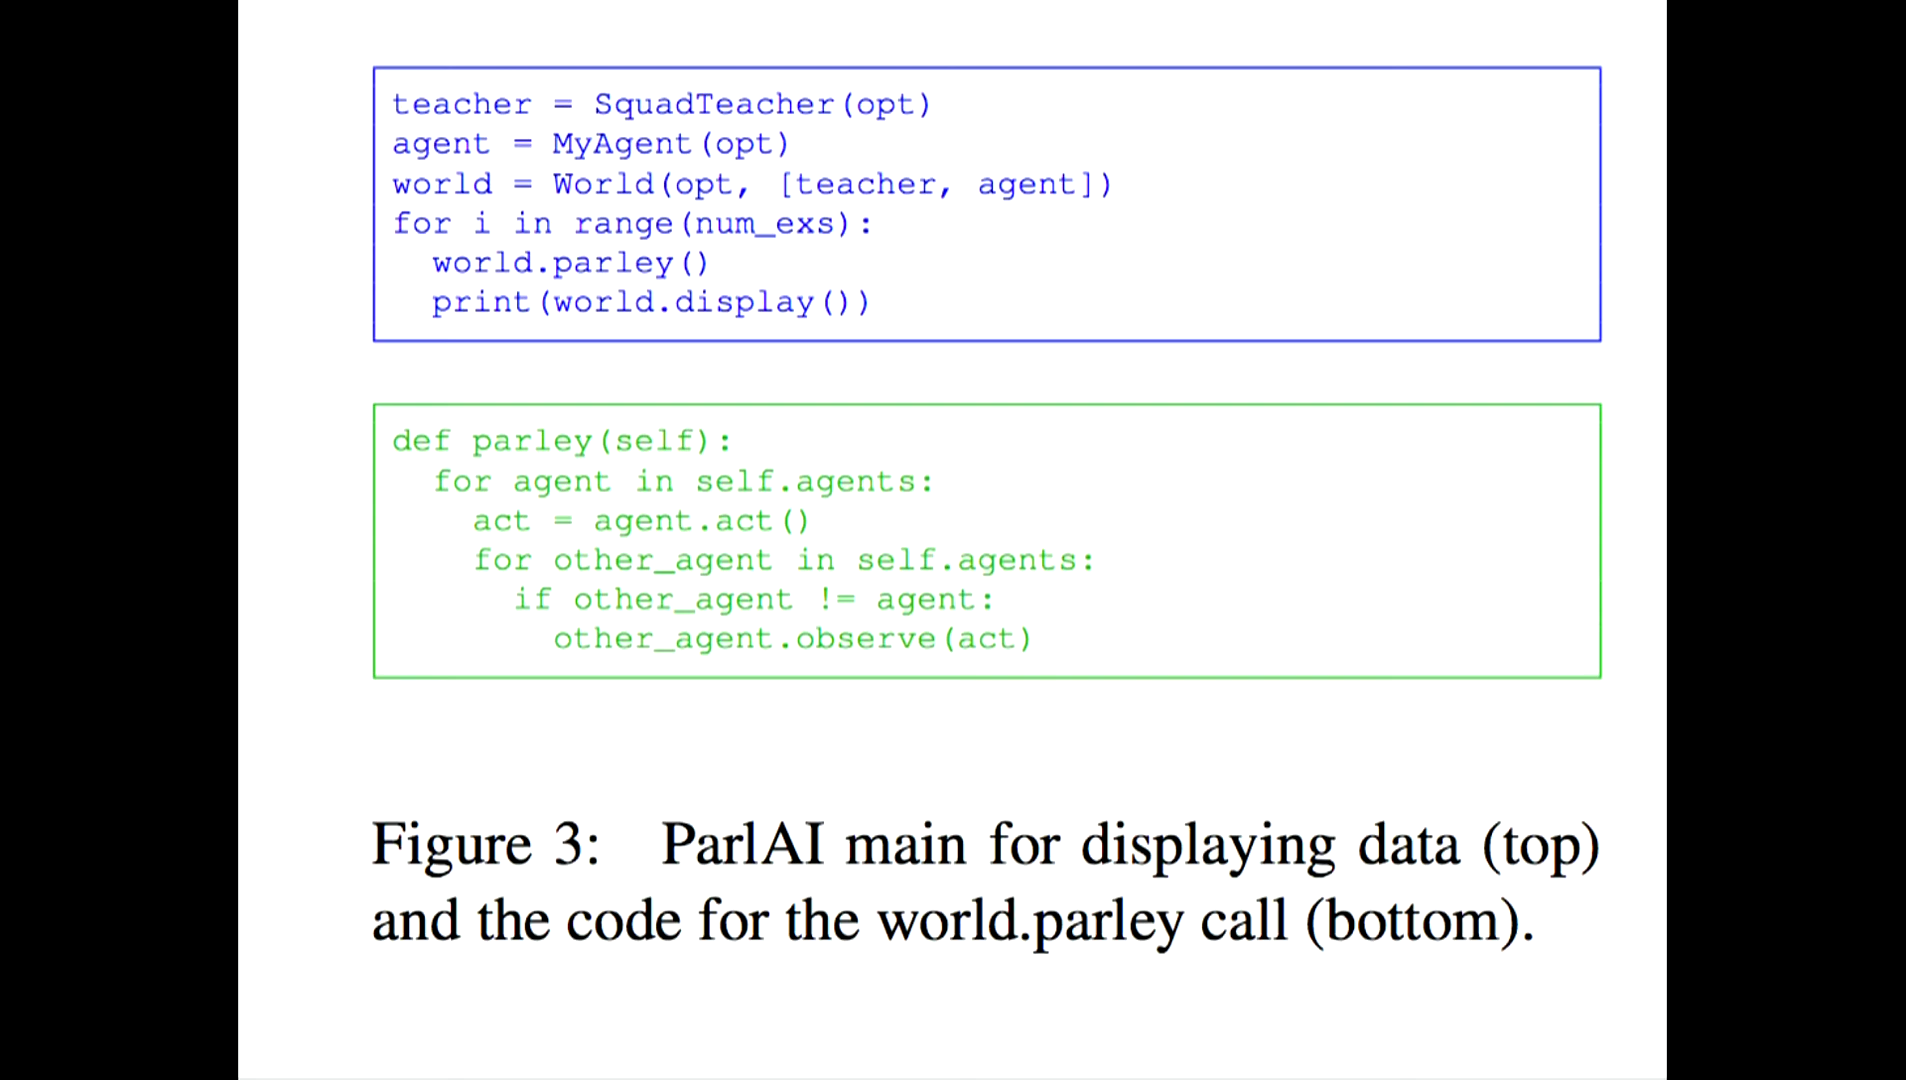 teacher = SquadTeacher(opt)
agent = MyAgent(opt)
world = World(opt, [teacher, agent])
for i in range(num_exs):
  world.parley()
  print(world.display())
def parley(self):
  for agent in self.agents:
    act = agent.act()
    for other_agent in self.agents:
      if other_agent != agent:
        other_agent.observe(act)
Figure 3: ParlAI main for displaying data (top)
and the code for the world.parley call (bottom).